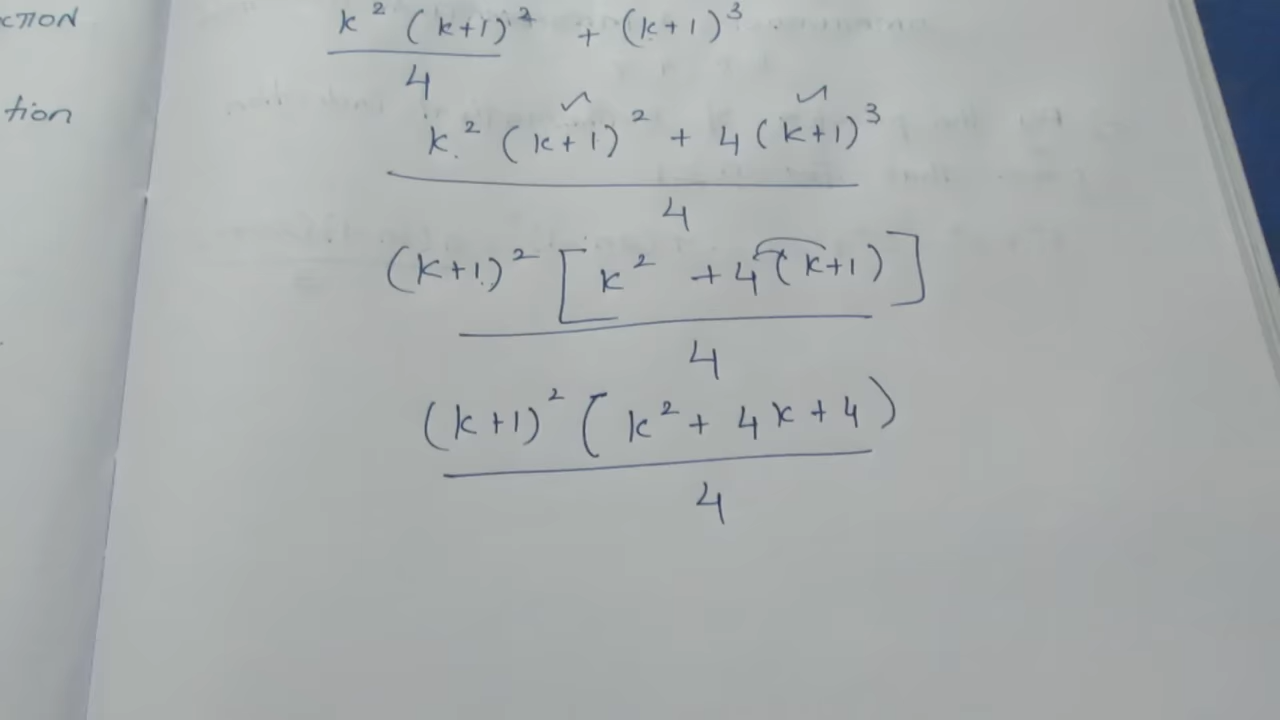 CTION
tion
k² (k+1)² + (k+1)³
4
k² (k+1)² + 4 (k+1)³
4
(k+1)² [k² + 4(k+1)]
4
(k+1)² (k² + 4k + 4)
4